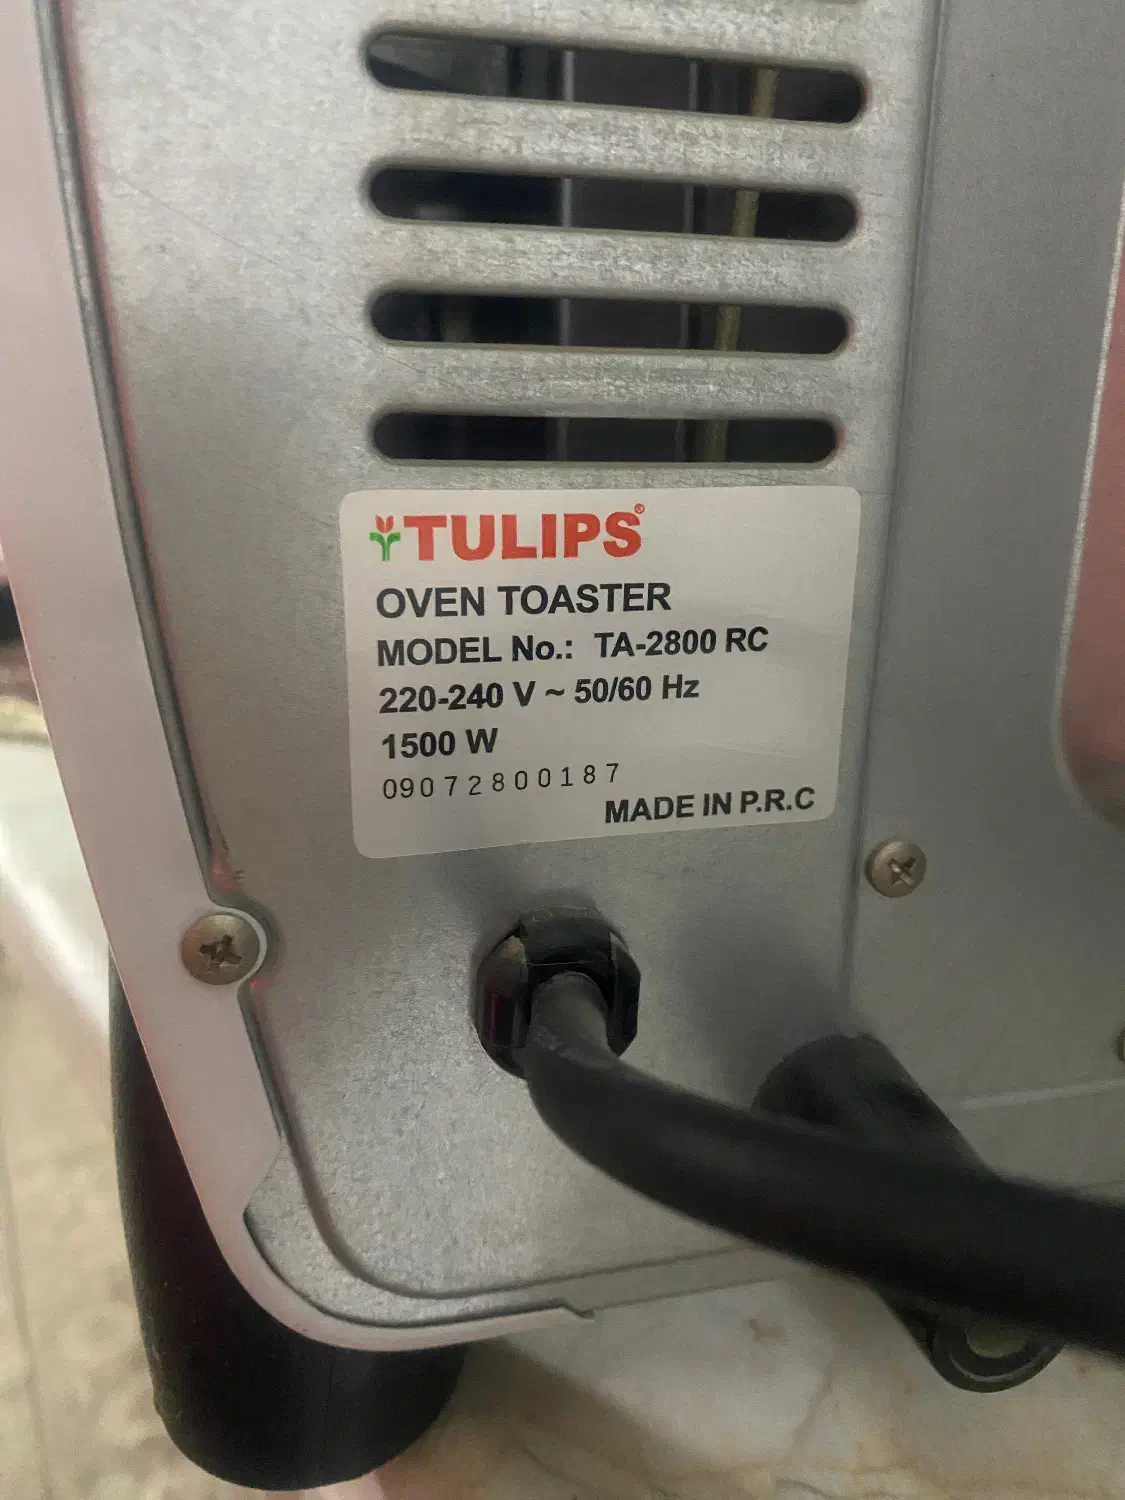 TULIPS®
OVEN TOASTER
MODEL No.: TA-2800 RC
220-240 V ~ 50/60 Hz
1500 W
09072800187
MADE IN P.R.C